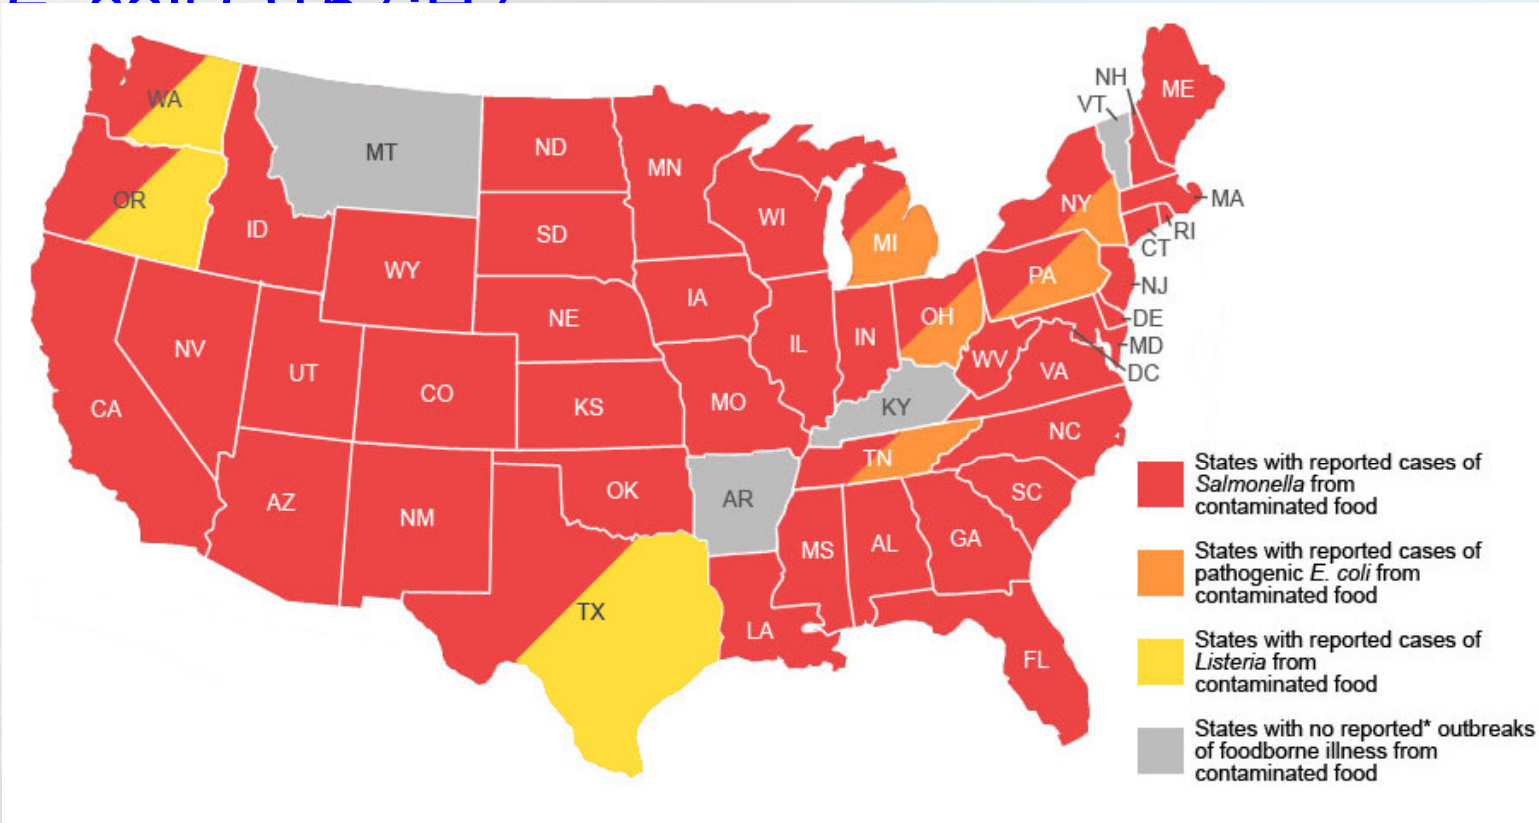 NH
ME
VT
WA
MT
ND
MN
OR
ID
WI
NY
MA
SD
MI
RI
CT
WY
PA
NJ
IA
NE
OH
DE
NV
IL
IN
MD
UT
WV
VA
DC
CO
KS
MO
CA
KY
NC
TN
AZ
NM
OK
AR
SC
MS
AL
GA
TX
LA
FL
States with reported cases of
Salmonella from
contaminated food
States with reported cases of
pathogenic E. coli from
contaminated food
States with reported cases of
Listeria from
contaminated food
States with no reported* outbreaks
of foodborne illness from
contaminated food